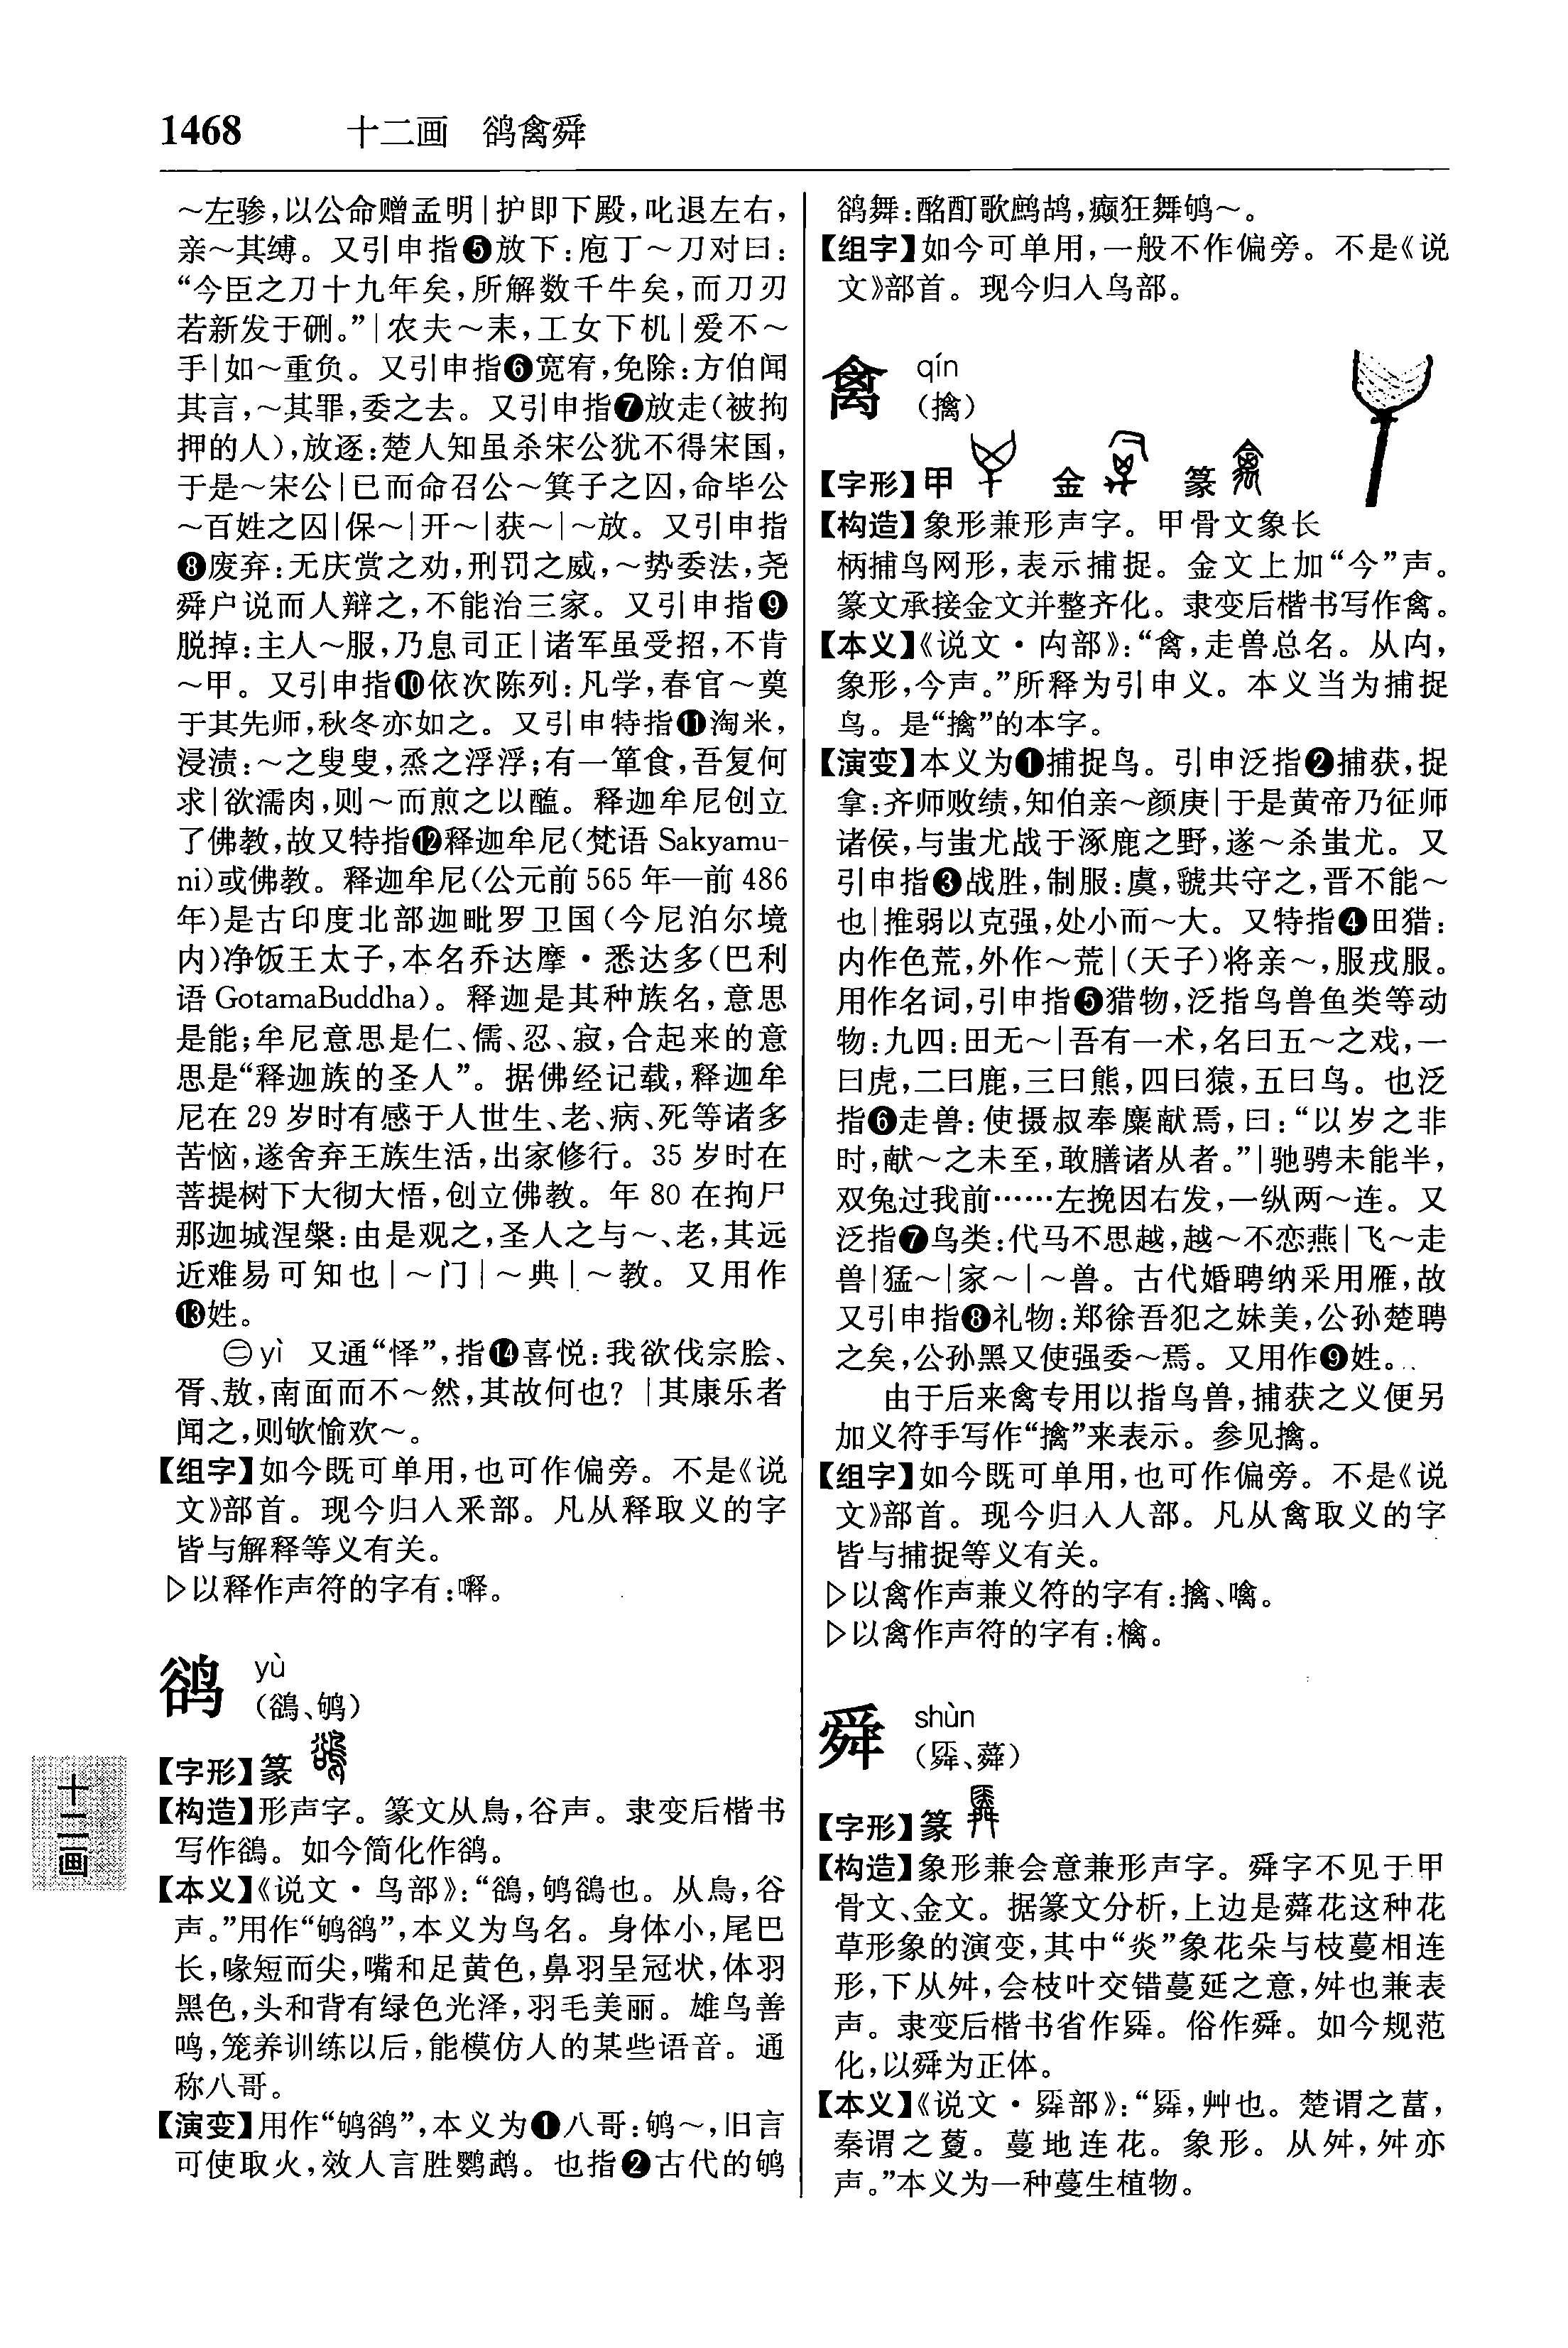 1468 十二画 鹆禽舜
～左骖,以公命赠孟明|护即下殿,叱退左右,
亲～其缚。又引申指❺放下:庖丁～刀对曰:
“今臣之刀十九年矣,所解数千牛矣,而刀刃
若新发于硎。”|农夫～耒,工女下机|爱不～
手|如～重负。又引申指❻宽宥,免除:方伯闻
其言,～其罪,委之去。又引申指❼放走(被拘
押的人),放逐:楚人知虽杀宋公犹不得宋国,
于是～宋公|已而命召公～箕子之囚,命毕公
～百姓之囚|保～|开～|获～|～放。又引申指
❽废弃:无庆赏之劝,刑罚之威,～势委法,尧
舜户说而人辩之,不能治三家。又引申指❾
脱掉:主人～服,乃息司正|诸军虽受招,不肯
～甲。又引申指❿依次陈列:凡学,春官～奠
于其先师,秋冬亦如之。又引申特指⓫淘米,
浸渍:～之叟叟,烝之浮浮;有一箪食,吾复何
求|欲濡肉,则～而煎之以醢。释迦牟尼创立
了佛教,故又特指⓬释迦牟尼(梵语 Sakyamu-
ni)或佛教。释迦牟尼(公元前 565 年—前 486
年)是古印度北部迦毗罗卫国(今尼泊尔境
内)净饭王太子,本名乔达摩·悉达多(巴利
语 GotamaBuddha)。释迦是其种族名,意思
是能;牟尼意思是仁、儒、忍、寂,合起来的意
思是“释迦族的圣人”。据佛经记载,释迦牟
尼在 29 岁时有感于人世生、老、病、死等诸多
苦恼,遂舍弃王族生活,出家修行。35 岁时在
菩提树下大彻大悟,创立佛教。年 80 在拘尸
那迦城涅槃:由是观之,圣人之与～、老,其远
近难易可知也|～门|～典|～教。又用作
⓭姓。
㊁yì 又通“怿”,指⓮喜悦:我欲伐宗脍、
胥、敖,南面而不～然,其故何也?|其康乐者
闻之,则欨愉欢～。
【组字】如今既可单用,也可作偏旁。不是《说
文》部首。现今归入釆部。凡从释取义的字
皆与解释等义有关。
▷以释作声符的字有:噿。
鹆 yù
(鵒、鸲)
【字形】篆
【构造】形声字。篆文从鳥,谷声。隶变后楷书
写作鵒。如今简化作鹆。
【本义】《说文·鸟部》:“鵒,鸲鵒也。从鳥,谷
声。”用作“鸲鹆”,本义为鸟名。身体小,尾巴
长,喙短而尖,嘴和足黄色,鼻羽呈冠状,体羽
黑色,头和背有绿色光泽,羽毛美丽。雄鸟善
鸣,笼养训练以后,能模仿人的某些语音。通
称八哥。
【演变】用作“鸲鹆”,本义为❶八哥:鸲～,旧言
可使取火,效人言胜鹦鹉。也指❷古代的鸲
鹆舞:酩酊歌鹧鸪,癫狂舞鸲～。
【组字】如今可单用,一般不作偏旁。不是《说
文》部首。现今归入鸟部。
禽 qín
(擒)
【字形】甲 金 篆
【构造】象形兼形声字。甲骨文象长
柄捕鸟网形,表示捕捉。金文上加“今”声。
篆文承接金文并整齐化。隶变后楷书写作禽。
【本义】《说文·禸部》:“禽,走兽总名。从禸,
象形,今声。”所释为引申义。本义当为捕捉
鸟。是“擒”的本字。
【演变】本义为❶捕捉鸟。引申泛指❷捕获,捉
拿:齐师败绩,知伯亲～颜庚|于是黄帝乃征师
诸侯,与蚩尤战于涿鹿之野,遂～杀蚩尤。又
引申指❸战胜,制服:虞,虢共守之,晋不能～
也|推弱以克强,处小而～大。又特指❹田猎:
内作色荒,外作～荒|(天子)将亲～,服戎服。
用作名词,引申指❺猎物,泛指鸟兽鱼类等动
物:九四:田无～|吾有一术,名曰五～之戏,一
曰虎,二曰鹿,三曰熊,四曰猿,五曰鸟。也泛
指❻走兽:使摄叔奉麋献焉,曰:“以岁之非
时,献～之未至,敢膳诸从者。”|驰骋未能半,
双兔过我前……左挽因右发,一纵两～连。又
泛指❼鸟类:代马不思越,越～不恋燕|飞～走
兽|猛～|家～|～兽。古代婚聘纳采用雁,故
又引申指❽礼物:郑徐吾犯之妹美,公孙楚聘
之矣,公孙黑又使强委～焉。又用作❾姓。
由于后来禽专用以指鸟兽,捕获之义便另
加义符手写作“擒”来表示。参见擒。
【组字】如今既可单用,也可作偏旁。不是《说
文》部首。现今归入人部。凡从禽取义的字
皆与捕捉等义有关。
▷以禽作声兼义符的字有:擒、噙。
▷以禽作声符的字有:檎。
舜 shùn
(䑞、蕣)
【字形】篆
【构造】象形兼会意兼形声字。舜字不见于甲
骨文、金文。据篆文分析,上边是蕣花这种花
草形象的演变,其中“炎”象花朵与枝蔓相连
形,下从舛,会枝叶交错蔓延之意,舛也兼表
声。隶变后楷书省作䑞。俗作舜。如今规范
化,以舜为正体。
【本义】《说文·䑞部》:“䑞,艸也。楚谓之葍,
秦谓之藑。蔓地连花。象形。从舛,舛亦
声。”本义为一种蔓生植物。
十二画